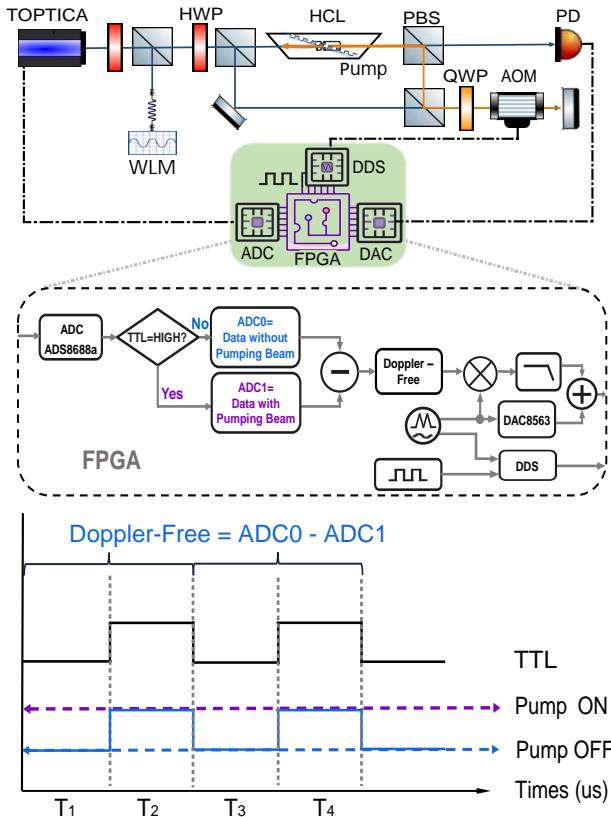 TOPTICA
HWP
HCL
PBS
PD
Pump
QWP
AOM
WLM
DDS
ADC
FPGA
DAC
ADC
ADS8688a
TTL=HIGH?
No
ADC0=
Data without
Pumping Beam
Yes
ADC1=
Data with
Pumping Beam
Doppler –
Free
DAC8563
DDS
FPGA
Doppler-Free = ADC0 - ADC1
TTL
Pump ON
Pump OFF
Times (us)
T1
T2
T3
T4